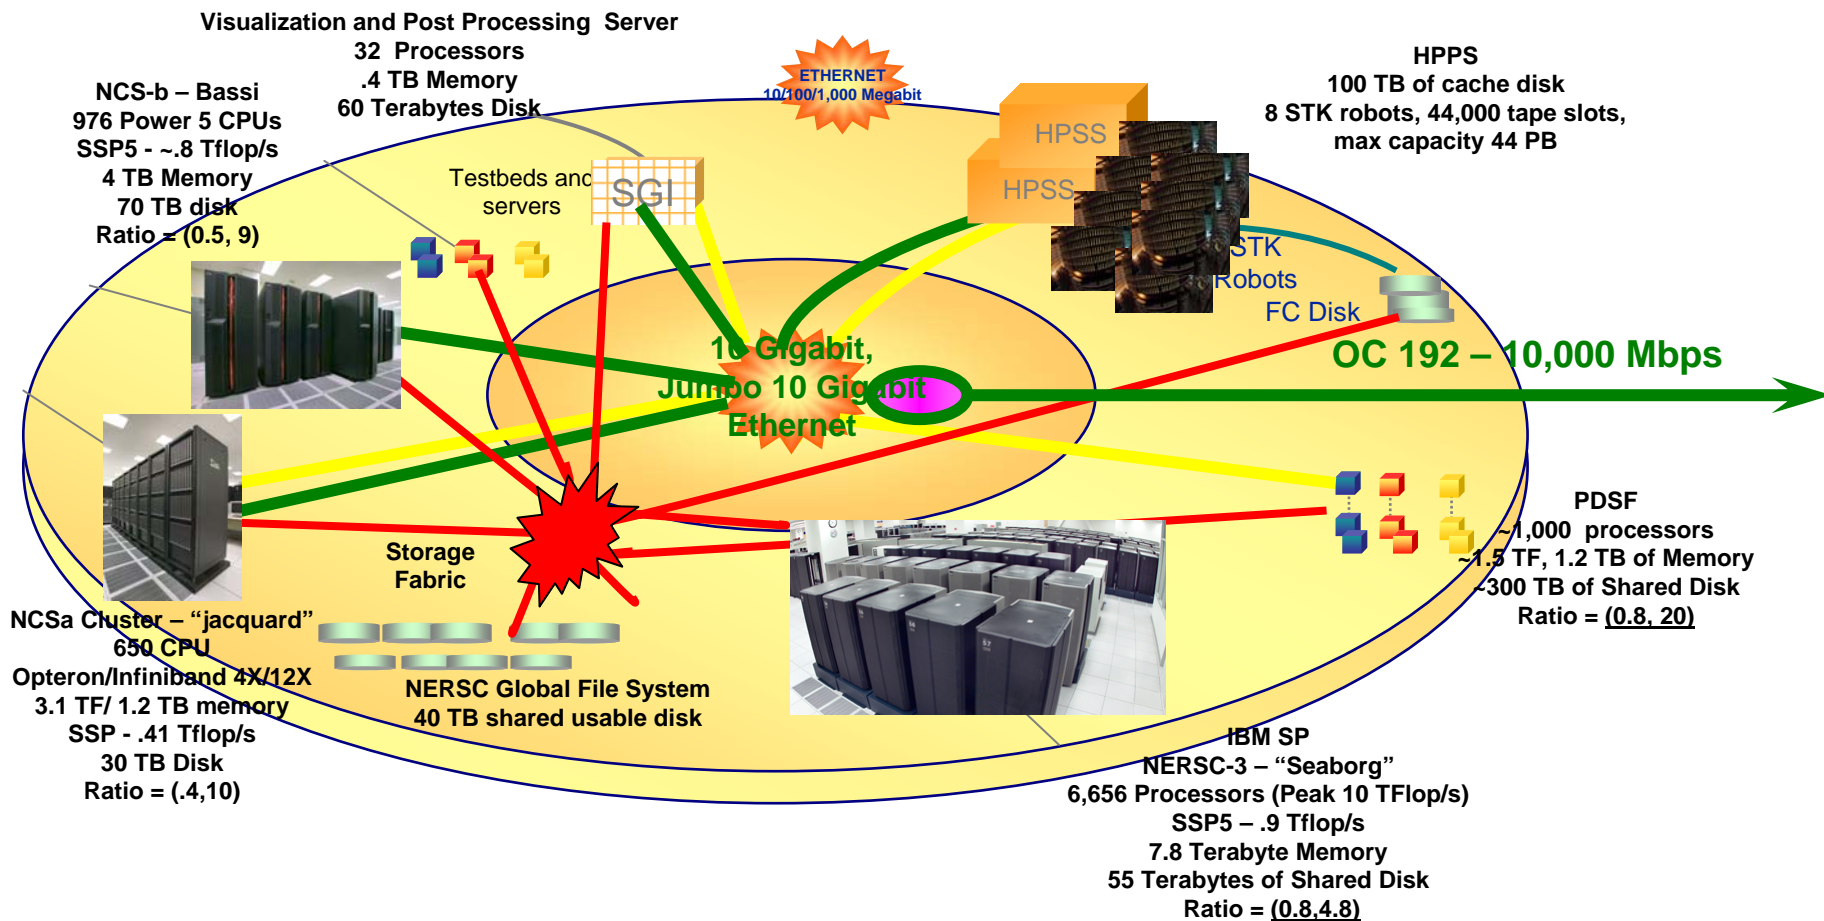 Visualization and Post Processing  Server
32  Processors
.4 TB Memory
60 Terabytes Disk
ETHERNET
10/100/1,000 Megabit
HPPS
100 TB of cache disk
8 STK robots, 44,000 tape slots,
max capacity 44 PB
NCS-b – Bassi
976 Power 5 CPUs
SSP5 - ~.8 Tflop/s
4 TB Memory
70 TB disk
Ratio = (0.5, 9)
Testbeds and
servers
SGI
HPSS
HPSS
STK
Robots
FC Disk
OC 192 – 10,000 Mbps
10 Gigabit,
Jumbo 10 Gigabit
Ethernet
Storage
Fabric
PDSF
~1,000  processors
~1.5 TF, 1.2 TB of Memory
~300 TB of Shared Disk
Ratio = (0.8, 20)
NCSa Cluster – “jacquard”
650 CPU
Opteron/Infiniband 4X/12X
3.1 TF/ 1.2 TB memory
SSP - .41 Tflop/s
30 TB Disk
Ratio = (.4,10)
NERSC Global File System
40 TB shared usable disk
IBM SP
NERSC-3 – “Seaborg”
6,656 Processors (Peak 10 TFlop/s)
SSP5 – .9 Tflop/s
7.8 Terabyte Memory
55 Terabytes of Shared Disk
Ratio = (0.8,4.8)